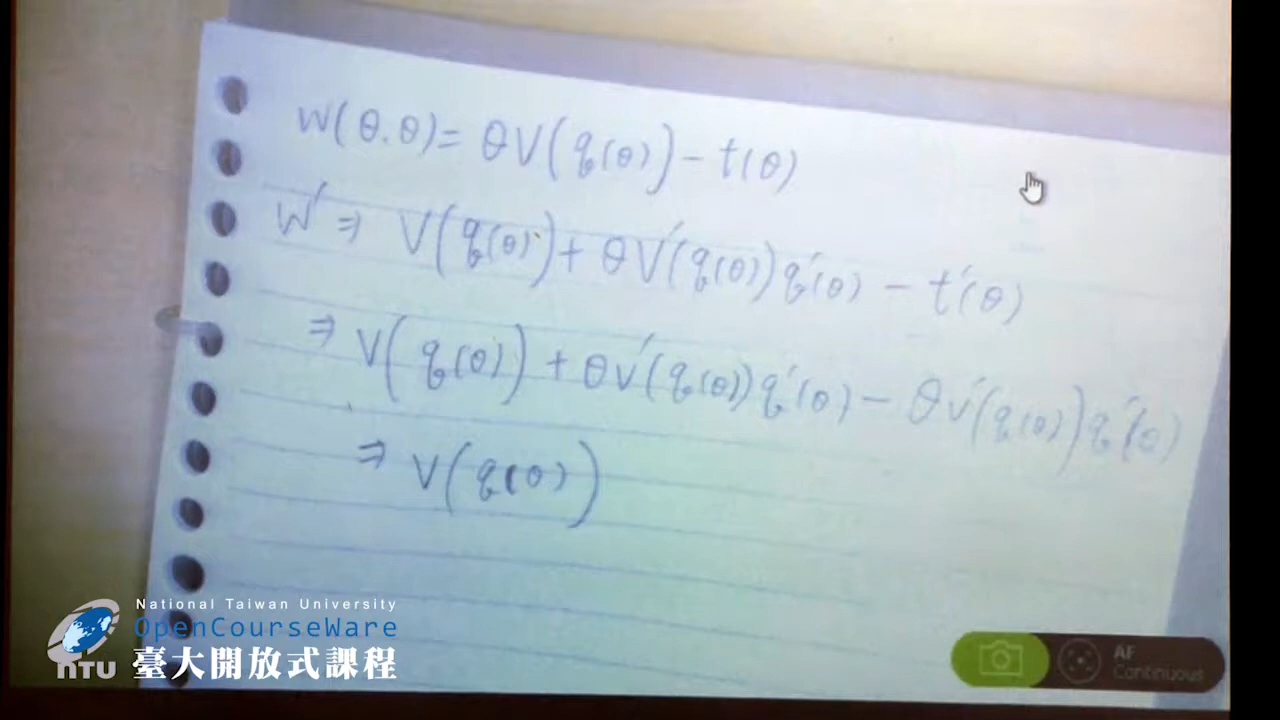 W(θ.θ)= θV(q(θ))-t(θ)
W' ⇒ V(q(θ))+ θV'(q(θ))q'(θ) - t'(θ)
⇒ V(q(θ)) + θV'(q(θ))q'(θ) - θV'(q(θ))q'(θ)
⇒ V(q(θ))
National Taiwan University
OpenCourseWare
NTU 臺大開放式課程
AF
Continuous